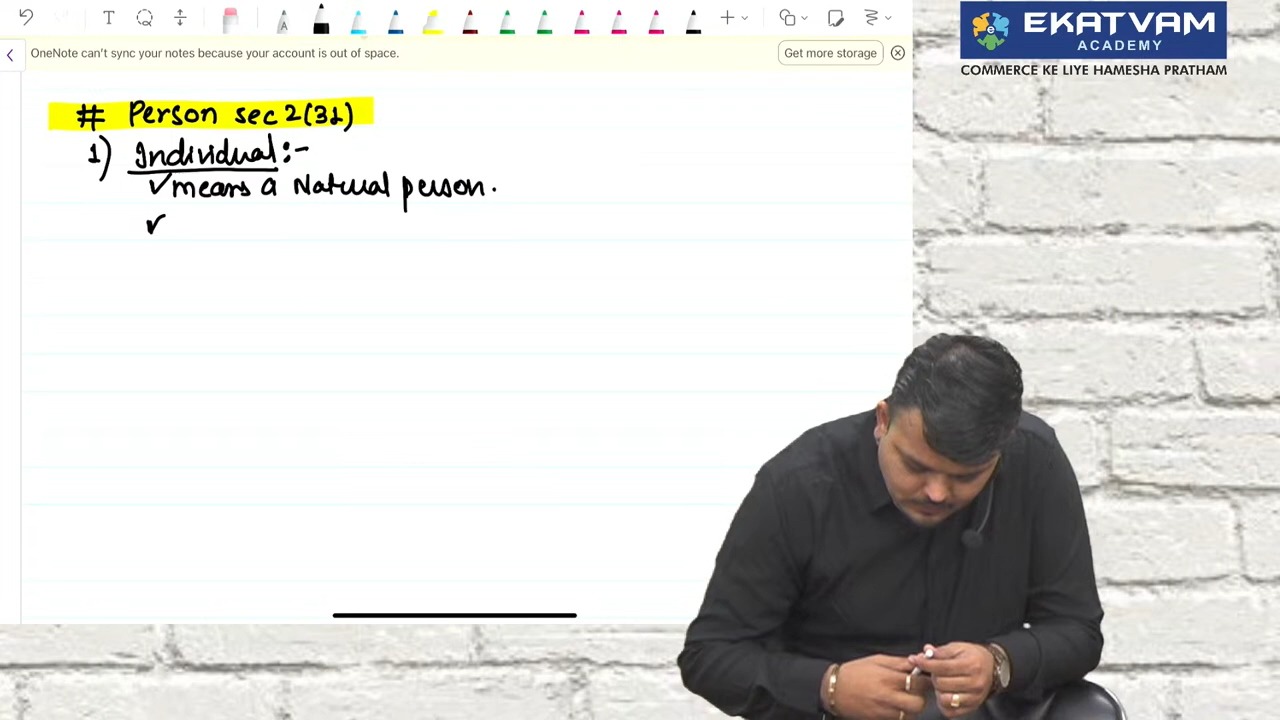 OneNote can't sync your notes because your account is out of space.
Get more storage
EKATVAM
ACADEMY
COMMERCE KE LIYE HAMESHA PRATHAM
# Person sec 2(31)
1) Individual:-
✓means a Natural person.
✓